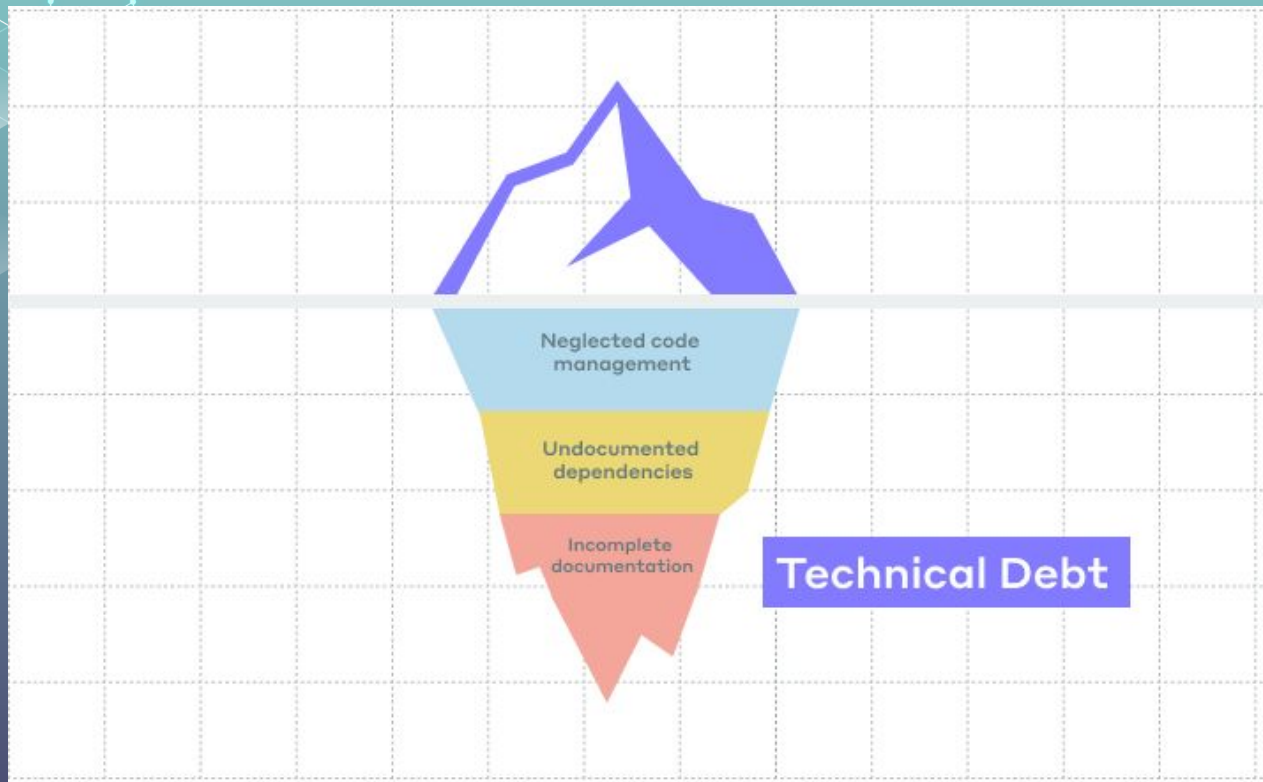 Neglected code
management
Undocumented
dependencies
Incomplete
documentation
Technical Debt